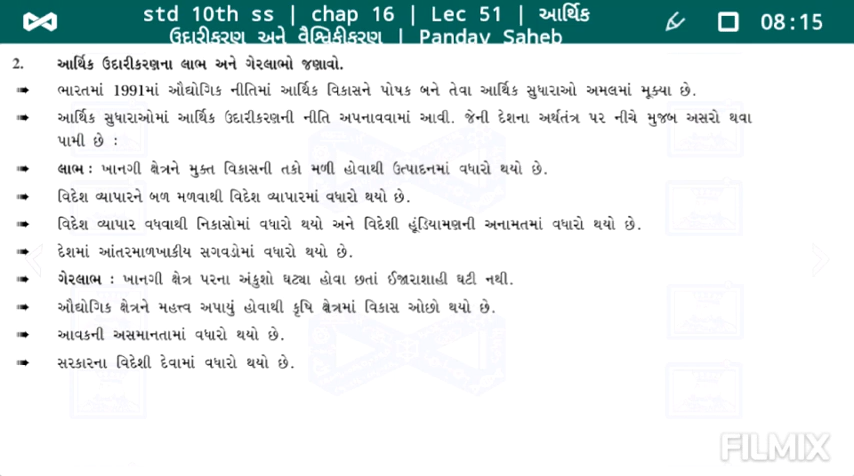 std 10th ss | chap 16 | Lec 51 | આર્થિક
ઉદારીકરણ અને વૈશ્વિકીકરણ | Pandav Saheb
08:15
2. આર્થિક ઉદારીકરણના લાભ અને ગેરલાભો જણાવો.
➠ ભારતમાં 1991માં ઔદ્યોગિક નીતિમાં આર્થિક વિકાસને પોષક બને તેવા આર્થિક સુધારાઓ અમલમાં મૂક્યા છે.
➠ આર્થિક સુધારાઓમાં આર્થિક ઉદારીકરણની નીતિ અપનાવવામાં આવી. જેની દેશના અર્થતંત્ર પર નીચે મુજબ અસરો થવા
પામી છે :
➠ લાભ : ખાનગી ક્ષેત્રને મુક્ત વિકાસની તકો મળી હોવાથી ઉત્પાદનમાં વધારો થયો છે.
➠ વિદેશ વ્યાપારને બળ મળવાથી વિદેશ વ્યાપારમાં વધારો થયો છે.
➠ વિદેશ વ્યાપાર વધવાથી નિકાસોમાં વધારો થયો અને વિદેશી હૂંડિયામણની અનામતમાં વધારો થયો છે.
➠ દેશમાં આંતરમાળખાકીય સગવડોમાં વધારો થયો છે.
➠ ગેરલાભ : ખાનગી ક્ષેત્ર પરના અંકુશો ઘટ્યા હોવા છતાં ઈજારાશાહી ઘટી નથી.
➠ ઔદ્યોગિક ક્ષેત્રને મહત્ત્વ અપાયું હોવાથી કૃષિ ક્ષેત્રમાં વિકાસ ઓછો થયો છે.
➠ આવકની અસમાનતામાં વધારો થયો છે.
➠ સરકારના વિદેશી દેવામાં વધારો થયો છે.
FILMIX